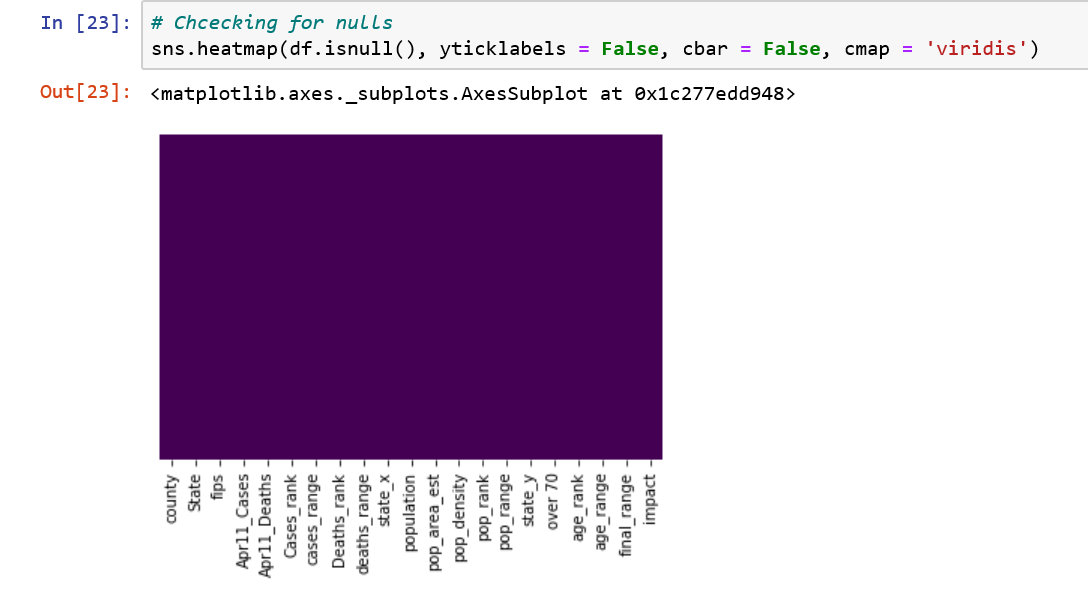 In [23]: # Chcecking for nulls
sns.heatmap(df.isnull(), yticklabels = False, cbar = False, cmap = 'viridis')
Out[23]: <matplotlib.axes._subplots.AxesSubplot at 0x1c277edd948>
county
State
fips
Apr11_Cases
Apr11_Deaths
Cases_rank
cases_range
Deaths_rank
deaths_range
state_x
population
pop_area_est
pop_density
pop_rank
pop_range
state_y
over 70
age_rank
age_range
final_range
impact